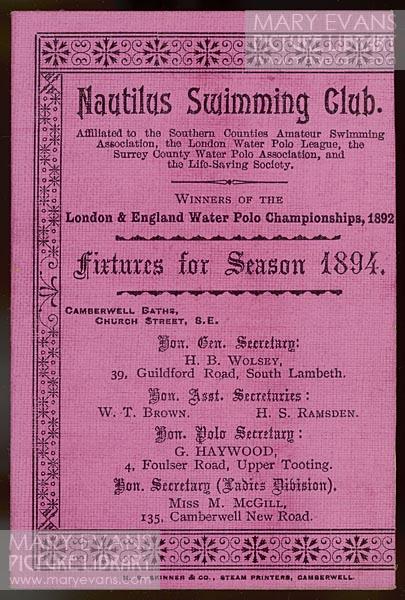 MARY EVANS
PICTURE LIBRARY
Nautilus Swimming Club.
Affiliated to the Southern Counties Amateur Swimming
Association, the London Water Polo League, the
Surrey County Water Polo Association, and
the Life-Saving Society.
WINNERS OF THE
London & England Water Polo Championships, 1892
Fixtures for Season 1894.
CAMBERWELL BATHS,
CHURCH STREET, S.E.
Hon. Gen. Secretary:
H. B. WOLSEY,
39, Guildford Road, South Lambeth.
Hon. Asst. Secretaries:
W. T. BROWN. H. S. RAMSDEN.
Hon. Polo Secretary:
G. HAYWOOD,
4, Foulser Road, Upper Tooting.
Hon. Secretary (Ladies Division).
MISS M. MCGILL,
135, Camberwell New Road.
MARY EVANS
PICTURE LIBRARY
www.maryevans.com
& CO., STEAM PRINTERS, CAMBERWELL.